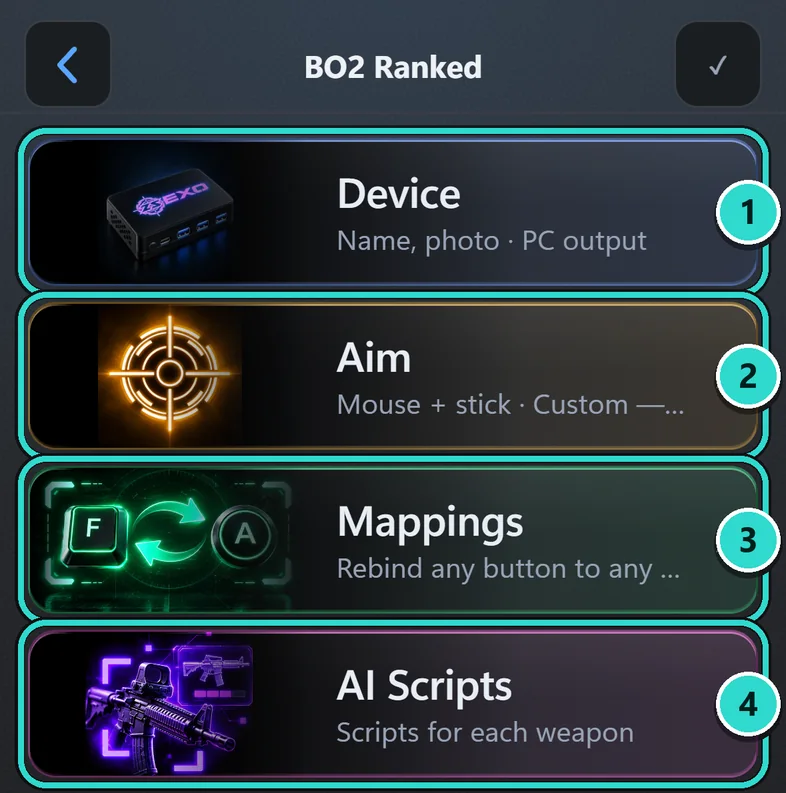 BO2 Ranked
EXO
Device
Name, photo · PC output
1
Aim
Mouse + stick · Custom —...
2
F
A
Mappings
Rebind any button to any ...
3
AI Scripts
Scripts for each weapon
4